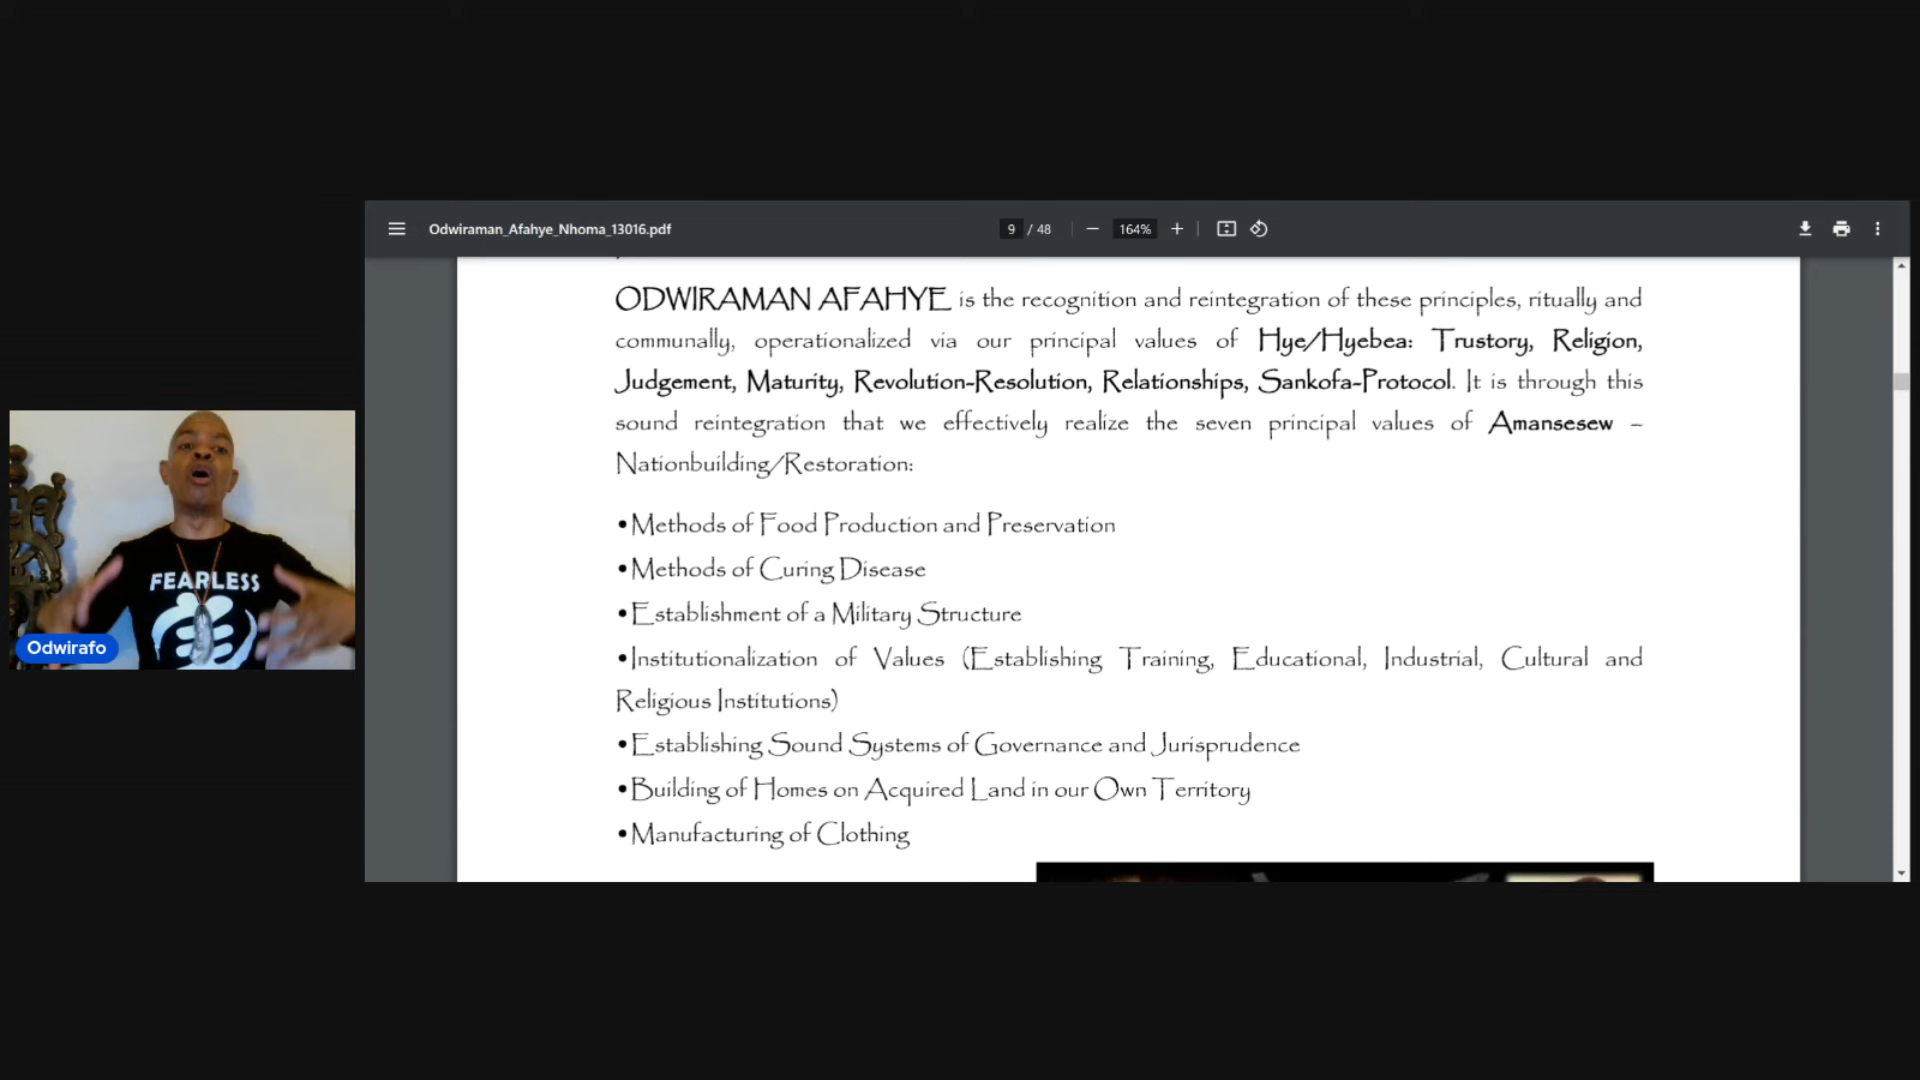 Odwiraman_Afahye_Nhoma_13016.pdf
9 / 48
164%
ODWIRAMAN AFAHYE is the recognition and reintegration of these principles, ritually and
communally, operationalized via our principal values of Hye/Hyebea: Trustory, Religion,
Judgement, Maturity, Revolution-Resolution, Relationships, Sankofa-Protocol. It is through this
sound reintegration that we effectively realize the seven principal values of Amansesew –
Nationbuilding/Restoration:
•Methods of Food Production and Preservation
•Methods of Curing Disease
•Establishment of a Military Structure
•Institutionalization of Values (Establishing Training, Educational, Industrial, Cultural and
Religious Institutions)
•Establishing Sound Systems of Governance and Jurisprudence
•Building of Homes on Acquired Land in our Own Territory
•Manufacturing of Clothing
FEARLESS
Odwirafo